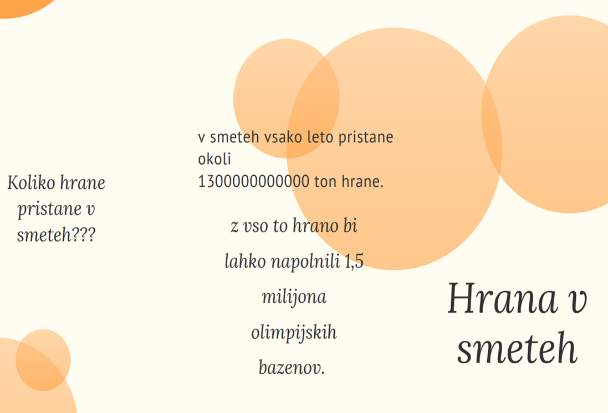 Koliko hrane
pristane v
smeteh???
v smeteh vsako leto pristane
okoli
1300000000000 ton hrane.
z vso to hrano bi
lahko napolnili 1,5
milijona
olimpijskih
bazenov.
Hrana v
smeteh